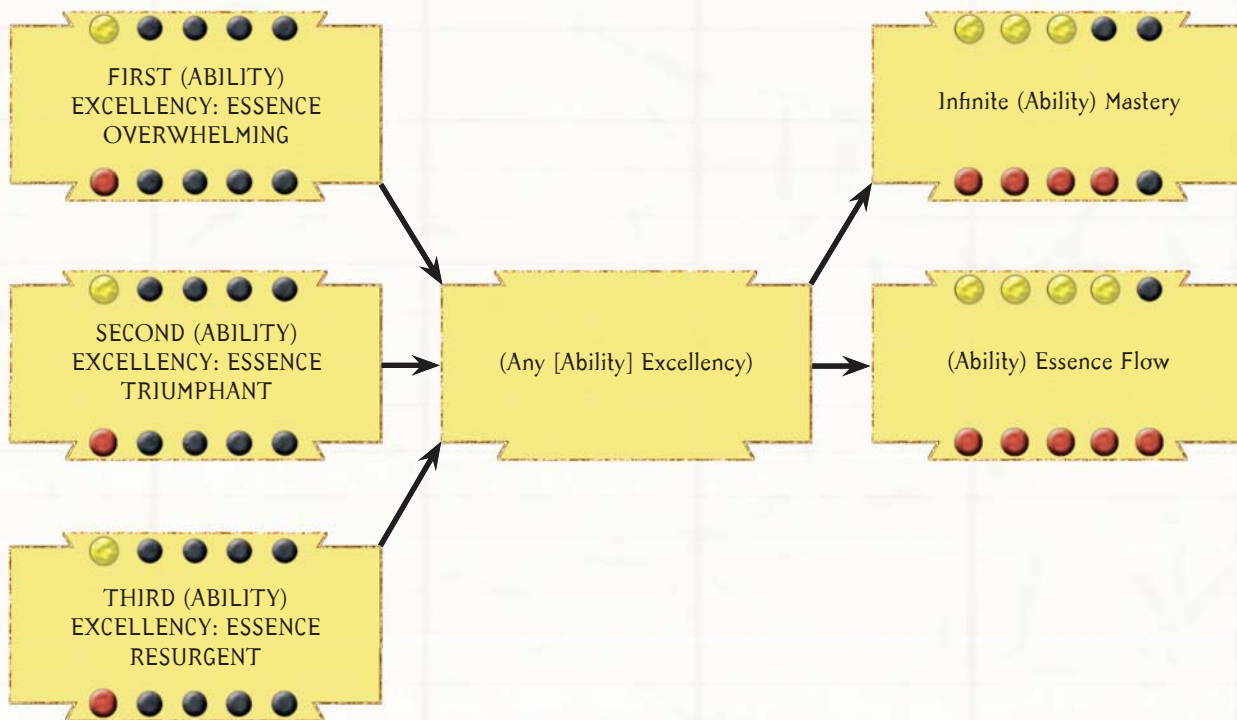 FIRST (ABILITY)
EXCELLENCY: ESSENCE
OVERWHELMING
Infinite (Ability) Mastery
SECOND (ABILITY)
EXCELLENCY: ESSENCE
TRIUMPHANT
(Any [Ability] Excellency)
(Ability) Essence Flow
THIRD (ABILITY)
EXCELLENCY: ESSENCE
RESURGENT